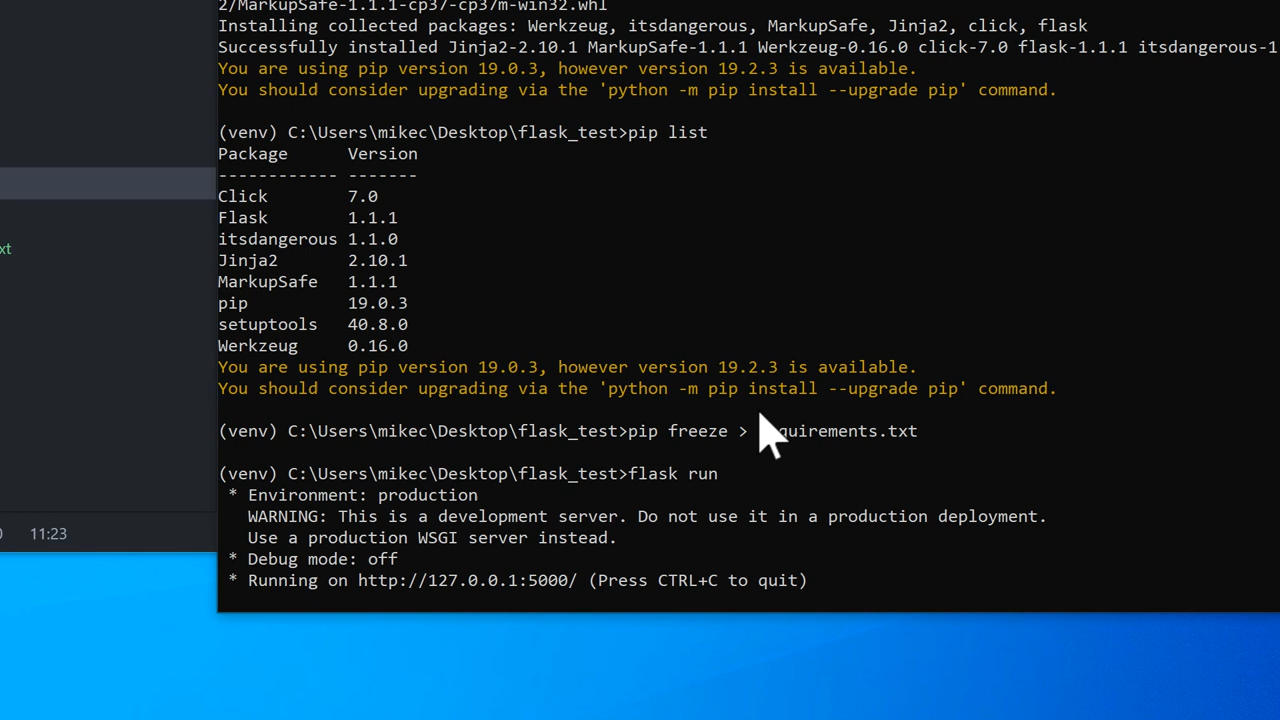 2/MarkupSafe-1.1.1-cp37-cp37m-win32.whl
Installing collected packages: Werkzeug, itsdangerous, MarkupSafe, Jinja2, click, flask
Successfully installed Jinja2-2.10.1 MarkupSafe-1.1.1 Werkzeug-0.16.0 click-7.0 flask-1.1.1 itsdangerous-1
You are using pip version 19.0.3, however version 19.2.3 is available.
You should consider upgrading via the 'python -m pip install --upgrade pip' command.
(venv) C:\Users\mikec\Desktop\flask_test>pip list
Package Version
------------ -------
Click 7.0
Flask 1.1.1
itsdangerous 1.1.0
xt
Jinja2 2.10.1
MarkupSafe 1.1.1
pip 19.0.3
setuptools 40.8.0
Werkzeug 0.16.0
You are using pip version 19.0.3, however version 19.2.3 is available.
You should consider upgrading via the 'python -m pip install --upgrade pip' command.
(venv) C:\Users\mikec\Desktop\flask_test>pip freeze > quirements.txt
(venv) C:\Users\mikec\Desktop\flask_test>flask run
* Environment: production
WARNING: This is a development server. Do not use it in a production deployment.
11:23
Use a production WSGI server instead.
* Debug mode: off
* Running on http://127.0.0.1:5000/ (Press CTRL+C to quit)